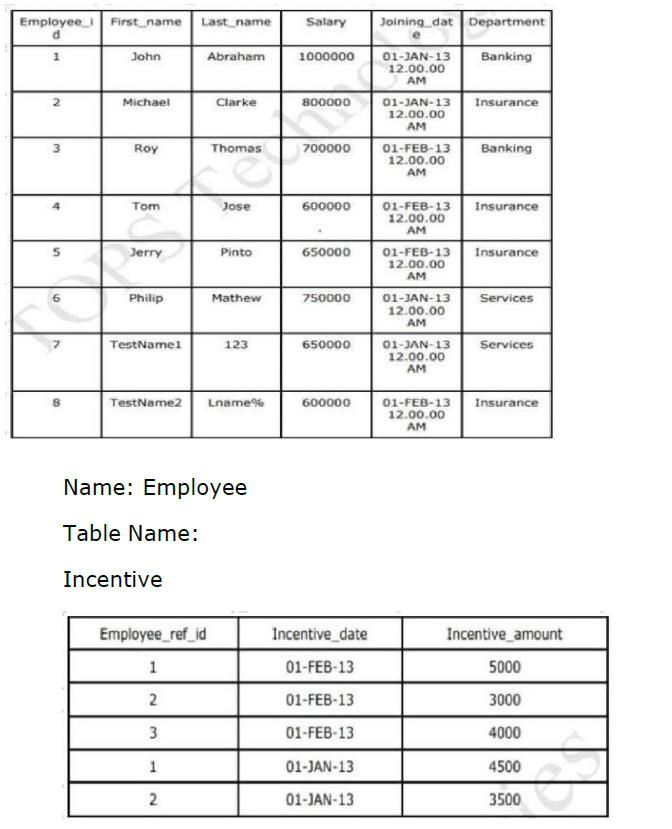 Employee_i First_name Last_name Salary Joining_dat Department
d e
1 John Abraham 1000000 01-JAN-13 Banking
12.00.00
AM
2 Michael Clarke 800000 01-JAN-13 Insurance
12.00.00
AM
3 Roy Thomas 700000 01-FEB-13 Banking
12.00.00
AM
4 Tom Jose 600000 01-FEB-13 Insurance
12.00.00
AM
5 Jerry Pinto 650000 01-FEB-13 Insurance
12.00.00
AM
6 Philip Mathew 750000 01-JAN-13 Services
12.00.00
AM
7 TestName1 123 650000 01-JAN-13 Services
12.00.00
AM
8 TestName2 Lname% 600000 01-FEB-13 Insurance
12.00.00
AM
TOPS Technolog
Name: Employee
Table Name:
Incentive
Employee_ref_id Incentive_date Incentive_amount
1 01-FEB-13 5000
2 01-FEB-13 3000
3 01-FEB-13 4000
1 01-JAN-13 4500
2 01-JAN-13 3500
ies